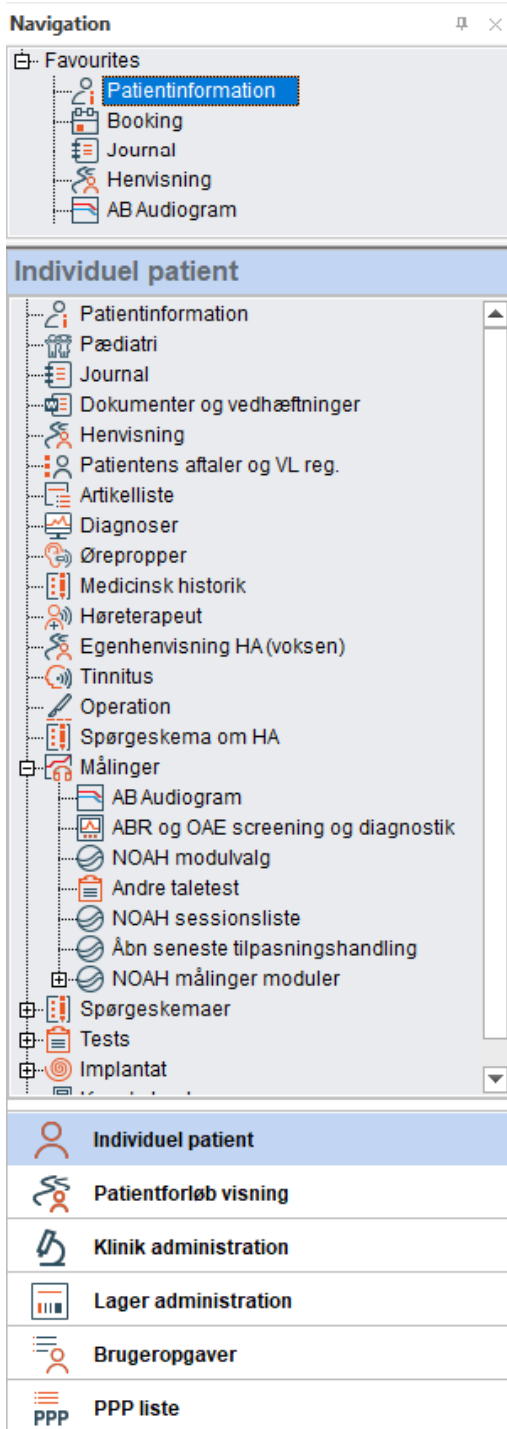 Navigation
Favourites
Patientinformation
Booking
Journal
Henvisning
AB Audiogram
Individuel patient
Patientinformation
Pædiatri
Journal
Dokumenter og vedhæftninger
Henvisning
Patientens aftaler og VL reg.
Artikelliste
Diagnoser
Ørepropper
Medicinsk historik
Høreterapeut
Egenhenvisning HA (voksen)
Tinnitus
Operation
Spørgeskema om HA
Målinger
AB Audiogram
ABR og OAE screening og diagnostik
NOAH modulvalg
Andre taletest
NOAH sessionsliste
Åbn seneste tilpasningshandling
NOAH målinger moduler
Spørgeskemaer
Tests
Implantat
Individuel patient
Patientforløb visning
Klinik administration
Lager administration
Brugeropgaver
PPP PPP liste